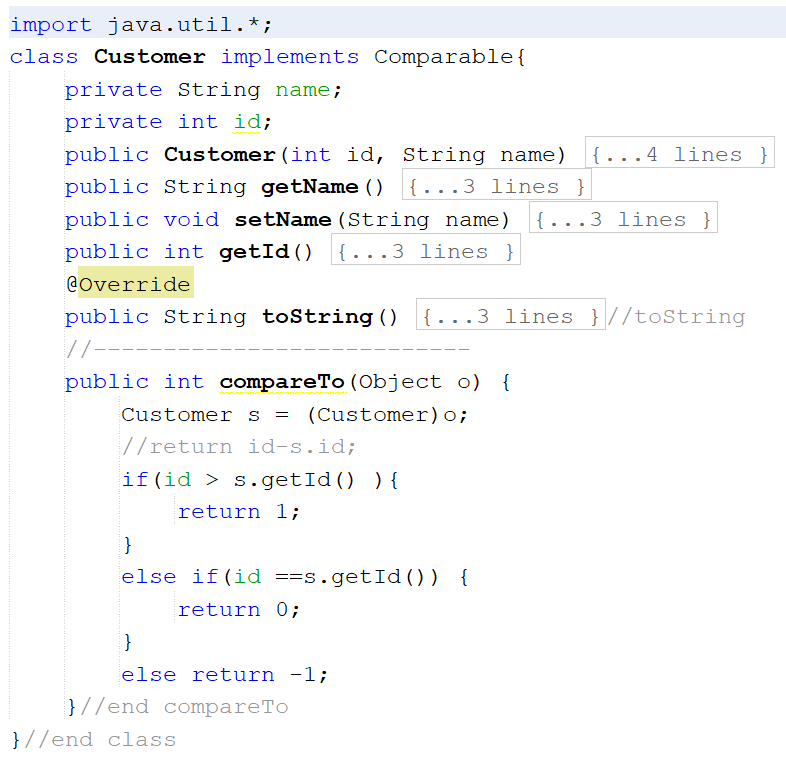 import java.util.*;
class Customer implements Comparable{
    private String name;
    private int id;
    public Customer(int id, String name) {...4 lines }
    public String getName() {...3 lines }
    public void setName(String name) {...3 lines }
    public int getId() {...3 lines }
    @Override
    public String toString() {...3 lines }//toString
    //---------------------------
    public int compareTo(Object o) {
        Customer s = (Customer)o;
        //return id-s.id;
        if(id > s.getId() ){
            return 1;
        }
        else if(id ==s.getId()) {
            return 0;
        }
        else return -1;
    }//end compareTo
}//end class